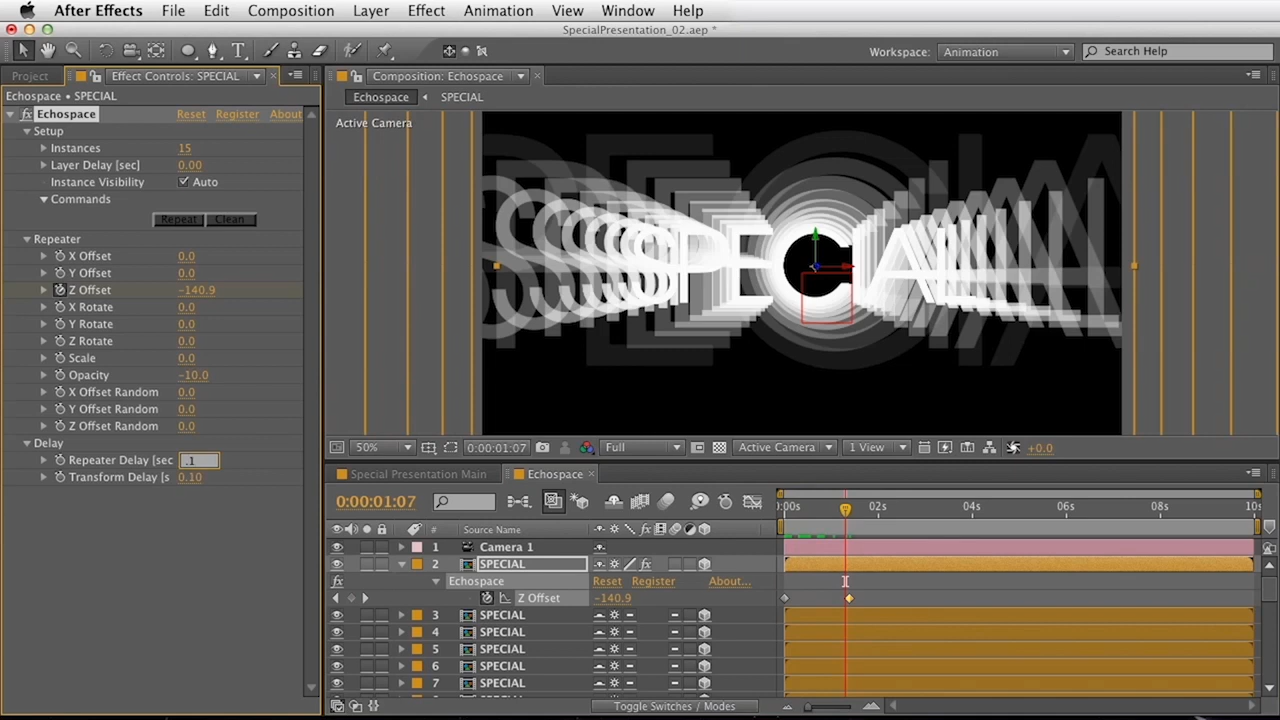 After Effects File Edit Composition Layer Effect Animation View Window Help
SpecialPresentation_02.aep *
Workspace: Animation Search Help
Project Effect Controls: SPECIAL Composition: Echospace
Echospace • SPECIAL
Echospace SPECIAL
Active Camera
fx Echospace Reset Register About
Setup
Instances 15
Layer Delay [sec] 0.00
Instance Visibility Auto
Commands
Repeat Clean
Repeater
X Offset 0.0
Y Offset 0.0
Z Offset -140.9
X Rotate 0.0
Y Rotate 0.0
Z Rotate 0.0
Scale 0.0
Opacity -10.0
X Offset Random 0.0
Y Offset Random 0.0
Z Offset Random 0.0
Delay
Repeater Delay [sec .1
Transform Delay [s 0.10
SPECIAL
50% 0:00:01:07 Full Active Camera 1 View +0.0
Special Presentation Main Echospace
0:00:01:07
:00s 02s 04s 06s 08s 10s
# Source Name
1 Camera 1
2 SPECIAL
Echospace Reset Register About...
Z Offset -140.9
3 SPECIAL
4 SPECIAL
5 SPECIAL
6 SPECIAL
7 SPECIAL
Toggle Switches / Modes